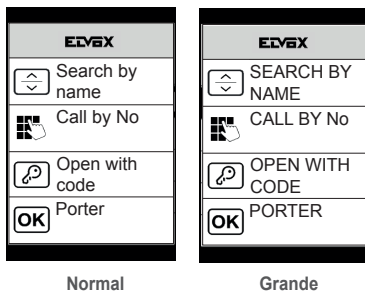 ELVOX
Search by
name
Call by No
Open with
code
OK
Porter
Normal
ELVOX
SEARCH BY
NAME
CALL BY No
OPEN WITH
CODE
OK
PORTER
Grande